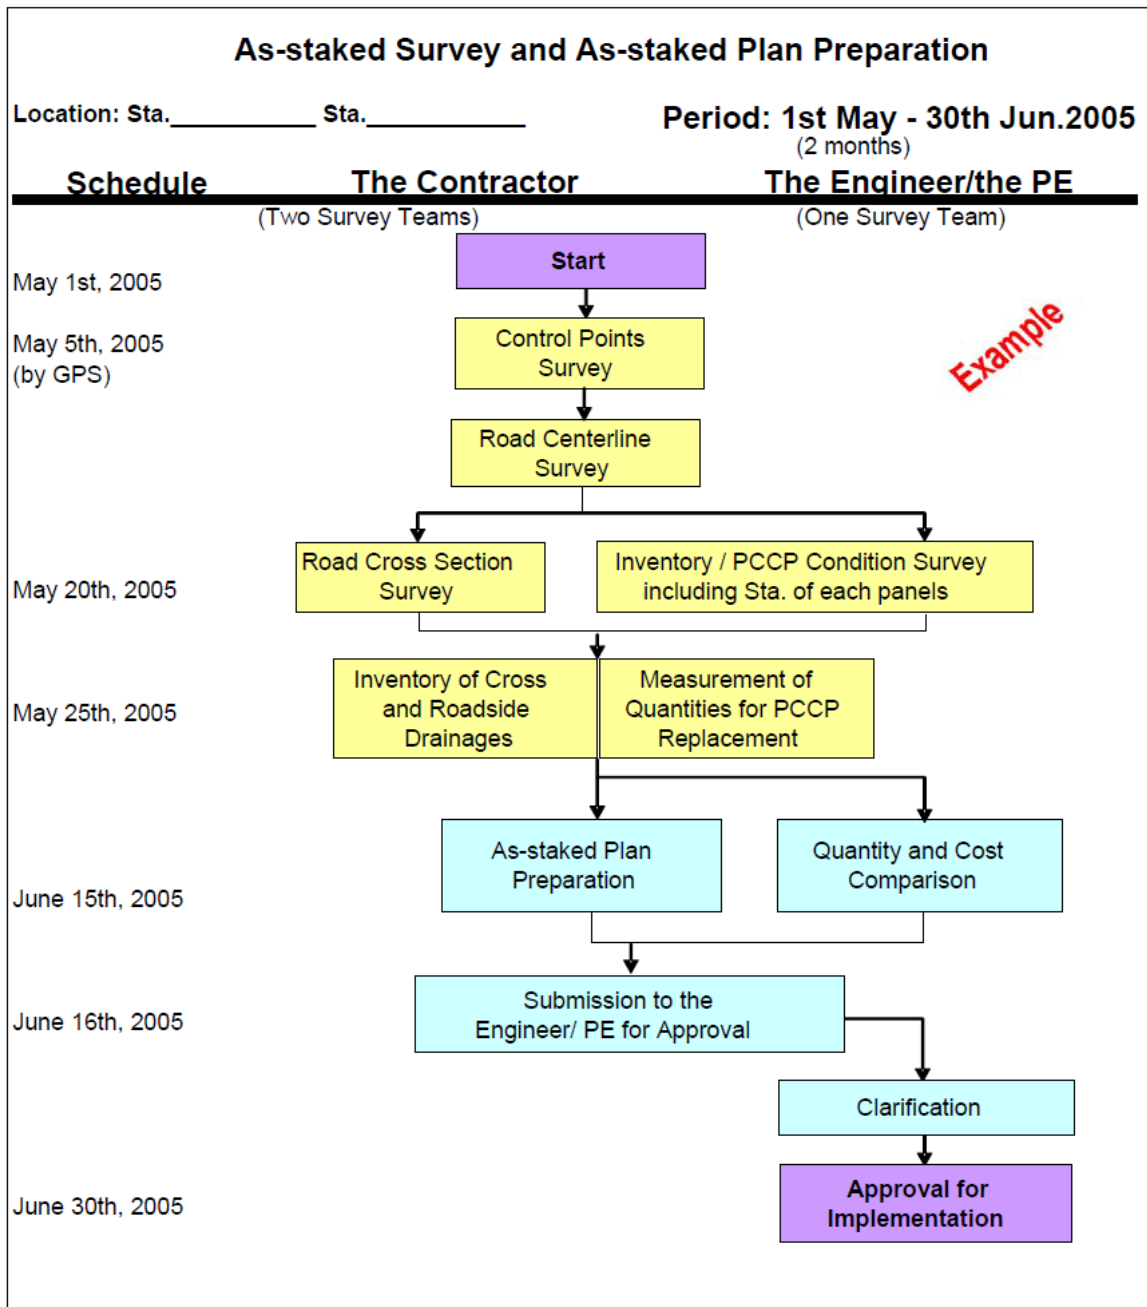 As-staked Survey and As-staked Plan Preparation
Location: Sta.____________ Sta.___________
Period: 1st May - 30th Jun.2005
(2 months)
Schedule
The Contractor
The Engineer/the PE
(Two Survey Teams)
(One Survey Team)
Start
May 1st, 2005
Example
May 5th, 2005
(by GPS)
Control Points
Survey
Road Centerline
Survey
May 20th, 2005
Road Cross Section
Survey
Inventory / PCCP Condition Survey
including Sta. of each panels
May 25th, 2005
Inventory of Cross
and Roadside
Drainages
Measurement of
Quantities for PCCP
Replacement
June 15th, 2005
As-staked Plan
Preparation
Quantity and Cost
Comparison
June 16th, 2005
Submission to the
Engineer/ PE for Approval
Clarification
June 30th, 2005
Approval for
Implementation